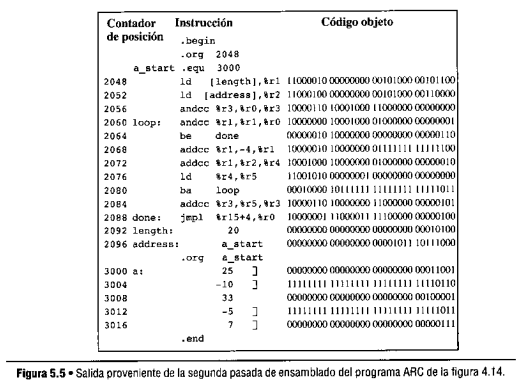 Contador de posición Instrucción Código objeto
.begin
.org 2048
a_start .equ 3000
2048 ld [length],%r1 11000010 00000000 00101000 00101100
2052 ld [address],%r2 11000100 00000000 00101000 00110000
2056 andcc %r3,%r0,%r3 10000110 10001000 11000000 00000000
2060 loop: andcc %r1,%r1,%r0 10000000 10001000 01000000 00000001
2064 be done 00000010 10000000 00000000 00000110
2068 addcc %r1,-4,%r1 10000010 10000000 01111111 11111100
2072 addcc %r1,%r2,%r4 10001000 10000000 01000000 00000010
2076 ld %r4,%r5 11001010 00000001 00000000 00000000
2080 ba loop 00010000 10111111 11111111 11111011
2084 addcc %r3,%r5,%r3 10000110 10000000 11000000 00000101
2088 done: jmpl %r15+4,%r0 10000001 11000011 11100000 00000100
2092 length: 20 00000000 00000000 00000000 00010100
2096 address: a_start 00000000 00000000 00001011 10111000
.org a_start
3000 a: 25 ] 00000000 00000000 00000000 00011001
3004 -10 ] 11111111 11111111 11111111 11110110
3008 33 00000000 00000000 00000000 00100001
3012 -5 ] 11111111 11111111 11111111 11111011
3016 7 ] 00000000 00000000 00000000 00000111
.end
Figura 5.5 • Salida proveniente de la segunda pasada de ensamblado del programa ARC de la figura 4.14.